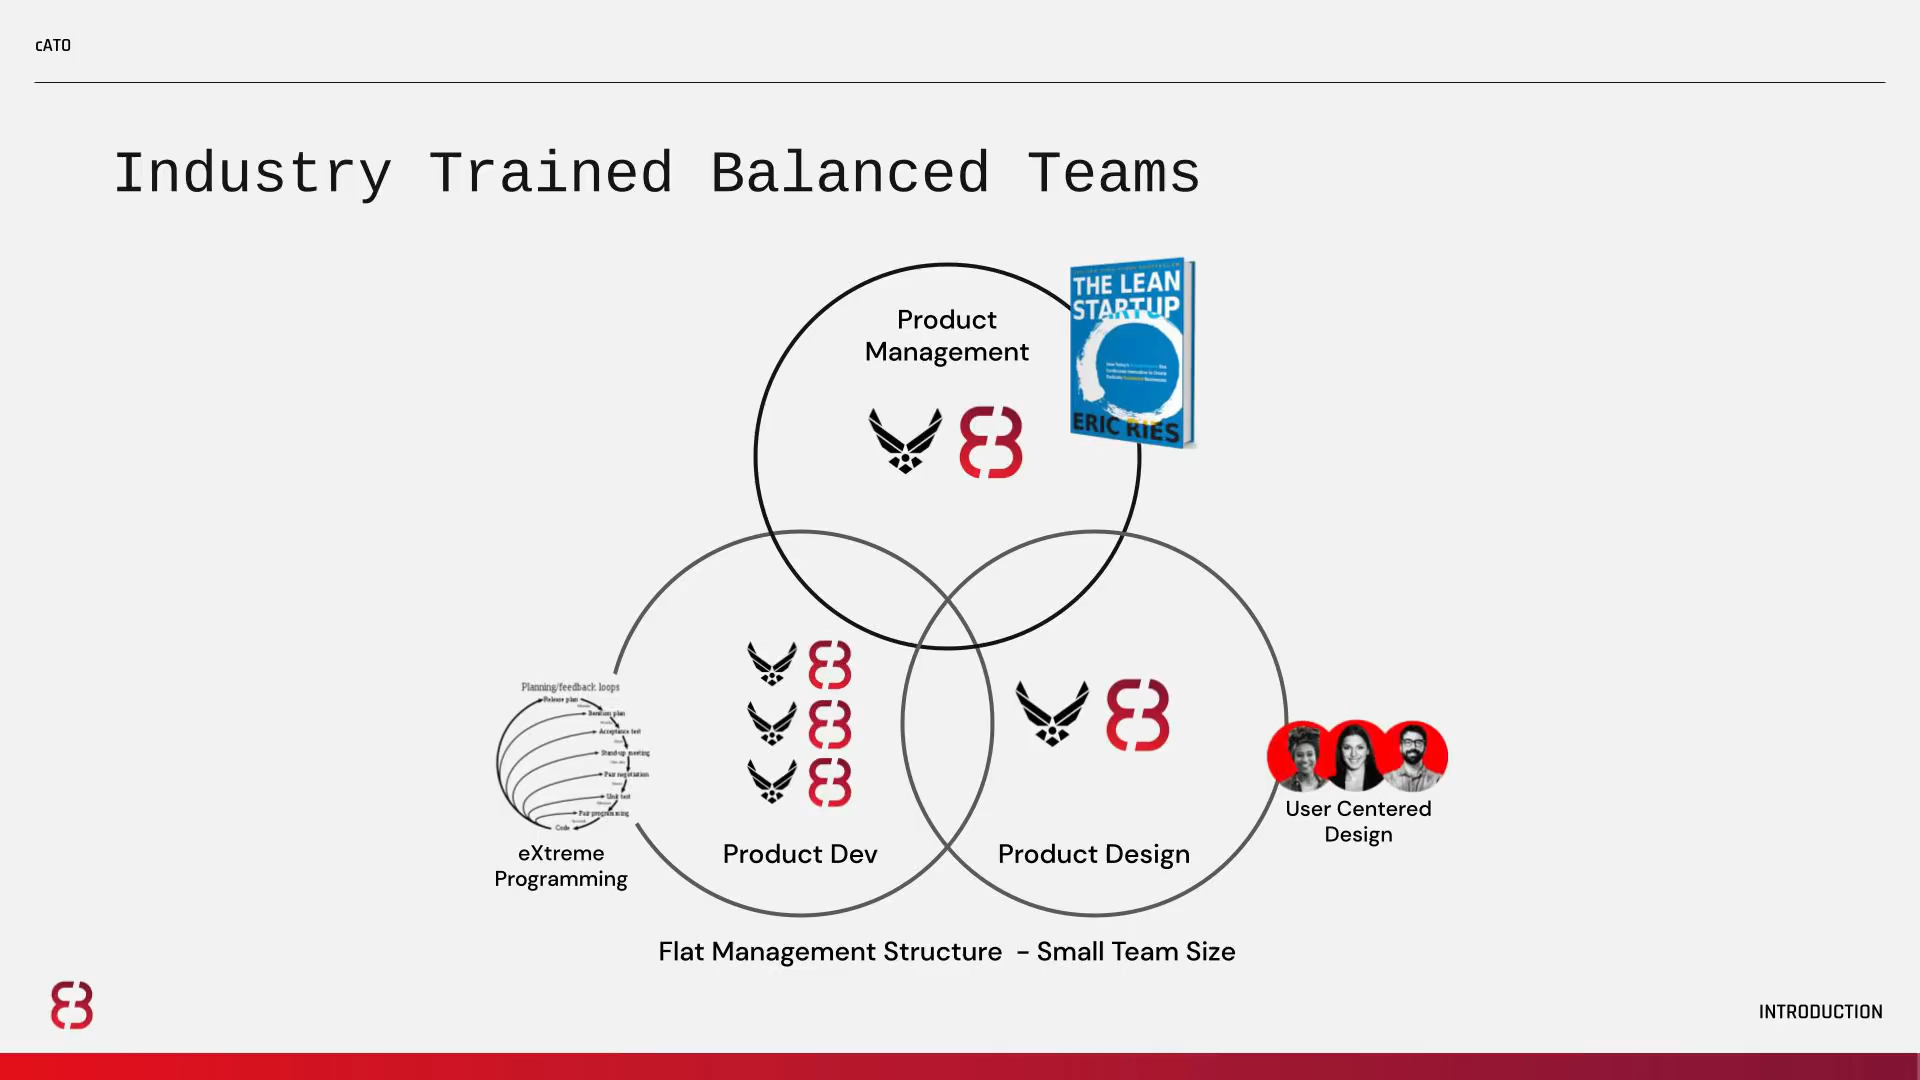 cATO
Industry Trained Balanced Teams
Product
Management
THE LEAN
STARTUP
ERIC RIES
Planning/feedback loops
Release plan
Iteration plan
Acceptance test
Stand-up meeting
Pair negotiation
Unit test
Pair programming
Code
eXtreme
Programming
Product Dev
Product Design
User Centered
Design
Flat Management Structure – Small Team Size
INTRODUCTION